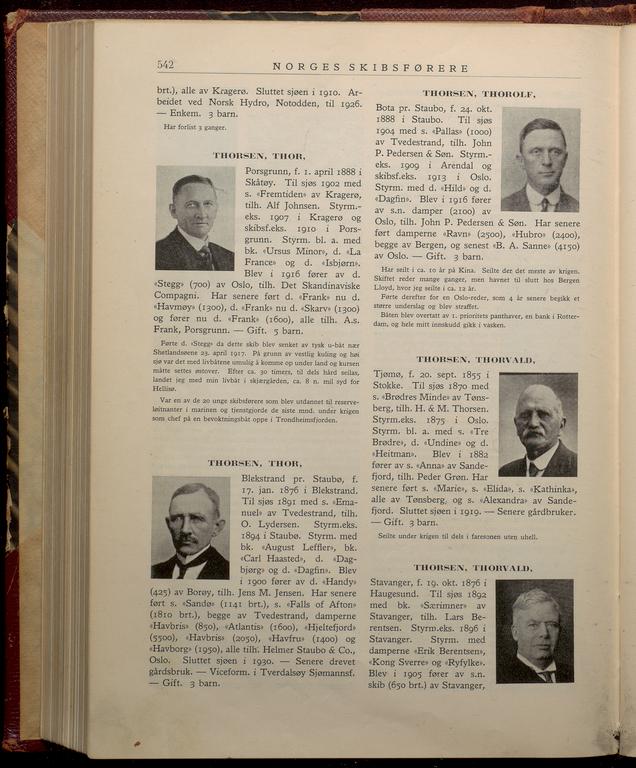 542
NORGES SKIBSFØRERE
brt.), alle av Kragerø. Sluttet sjøen i 1910. Ar-
beidet ved Norsk Hydro, Notodden, til 1926.
— Enkem. 3 barn.
Har forlist 3 ganger.
THORSEN, THOR,
Porsgrunn, f. 1. april 1888 i
Skåtøy. Til sjøs 1902 med
s. «Fremtiden» av Kragerø,
tilh. Alf Johnsen. Styrm.-
eks. 1907 i Kragerø og
skibsf.eks. 1910 i Pors-
grunn. Styrm. bl. a. med
bk. «Ursus Minor», d. «La
France» og d. «Isbjørn».
Blev i 1916 fører av d.
«Stegg» (700) av Oslo, tilh. Det Skandinaviske
Compagni. Har senere ført d. «Frank» nu d.
«Havmøy» (1300), d. «Frank» nu d. «Skarv» (1300)
og fører nu d. «Frank» (1600), alle tilh. A.s.
Frank, Porsgrunn. — Gift. 5 barn.
Førte d. «Stegg» da dette skib blev senket av tysk u-båt nær
Shetlandsøene 23. april 1917. På grunn av vestlig kuling og høi
sjø var det med livbåtene umulig å komme op under land og kursen
måtte settes østover. Efter ca. 30 timers, til dels hård seilas,
landet jeg med min livbåt i skjærgården, ca. 8 n. mil syd for
Hellisø.
Var en av de 20 unge skibsførere som blev utdannet til reserve-
løitnanter i marinen og tjenstgjorde de siste mnd. under krigen
som chef på en bevoktningsbåt oppe i Trondheimsfjorden.
THORSEN, THOR,
Blekstrand pr. Staubø, f.
17. jan. 1876 i Blekstrand.
Til sjøs 1891 med s. «Ema-
nuel» av Tvedestrand, tilh.
O. Lydersen. Styrm.eks.
1894 i Staubø. Styrm. med
bk. «August Leffler», bk.
«Carl Haasted», d. «Dag-
bjørg» og d. «Dagfin». Blev
i 1900 fører av d. «Handy»
(425) av Borøy, tilh. Jens M. Jensen. Har senere
ført s. «Sandø» (1141 brt.), s. «Falls of Afton»
(1810 brt.), begge av Tvedestrand, damperne
«Havbris» (850), «Atlantis» (1600), «Hjeltefjord»
(5500), «Havbris» (2050), «Havfru» (1400) og
«Havborg» (1950), alle tilh. Helmer Staubo & Co.,
Oslo. Sluttet sjøen i 1930. — Senere drevet
gårdsbruk. — Viceform. i Tverdalsøy Sjømannsf.
— Gift. 3 barn.
THORSEN, THOROLF,
Bota pr. Staubo, f. 24. okt.
1888 i Staubo. Til sjøs
1904 med s. «Pallas» (1000)
av Tvedestrand, tilh. John
P. Pedersen & Søn. Styrm.-
eks. 1909 i Arendal og
skibsf.eks. 1913 i Oslo.
Styrm. med d. «Hild» og d.
«Dagfin». Blev i 1916 fører
av s.n. damper (2100) av
Oslo, tilh. John P. Pedersen & Søn. Har senere
ført damperne «Ravn» (2500), «Hubro» (2400),
begge av Bergen, og senest «B. A. Sanne» (4150)
av Oslo. — Gift. 3 barn.
Har seilt i ca. 10 år på Kina. Seilte der det meste av krigen.
Skiftet reder mange ganger, men havnet til slutt hos Bergen
Lloyd, hvor jeg seilte i ca. 12 år.
Førte derefter for en Oslo-reder, som 4 år senere begikk et
større underslag og blev straffet.
Båten blev overtatt av 1. prioritets panthaver, en bank i Rotter-
dam, og hele mitt innskudd gikk i vasken.
THORSEN, THORVALD,
Tjømø, f. 20. sept. 1855 i
Stokke. Til sjøs 1870 med
s. «Brødres Minde» av Tøns-
berg, tilh. H. & M. Thorsen.
Styrm.eks. 1875 i Oslo.
Styrm. bl. a. med s. «Tre
Brødre», d. «Undine» og d.
«Heitman». Blev i 1882
fører av s. «Anna» av Sande-
fjord, tilh. Peder Grøn. Har
senere ført s. «Marie», s. «Elida», s. «Kathinka»,
alle av Tønsberg, og s. «Alexandra» av Sande-
fjord. Sluttet sjøen i 1919. — Senere gårdbruker.
— Gift. 3 barn.
Seilte under krigen til dels i faresonen uten uhell.
THORSEN, THORVALD,
Stavanger, f. 19. okt. 1876 i
Haugesund. Til sjøs 1892
med bk. «Særimner» av
Stavanger, tilh. Lars Be-
rentsen. Styrm.eks. 1896 i
Stavanger. Styrm. med
damperne «Erik Berentsen»,
«Kong Sverre» og «Ryfylke».
Blev i 1905 fører av s.n.
skib (650 brt.) av Stavanger,